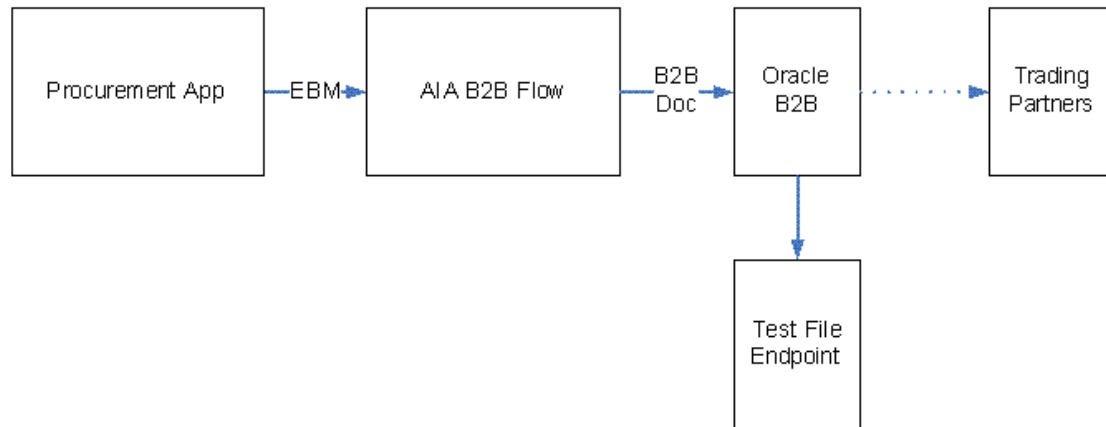 Procurement App
EBM
AIA B2B Flow
B2B
Doc
Oracle
B2B
Trading
Partners
Test File
Endpoint